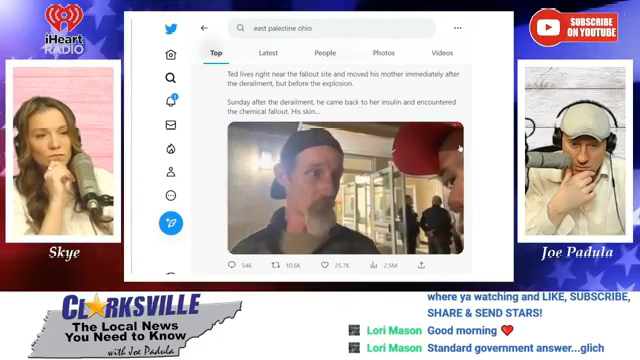 iHeart
RADIO
east palestine ohio
SUBSCRIBE
ON YOUTUBE
Top
Latest
People
Photos
Videos
Ted lives right near the fallout site and moved his mother immediately after
the derailment, but before the explosion.
Sunday after the derailment, he came back to her insulin and encountered
the chemical fallout. His skin...
546
10.6K
25.7K
2.5M
Skye
Joe Padula
CLARKSVILLE
The Local News
You Need to Know
with Joe Padula
where ya watching and LIKE, SUBSCRIBE,
SHARE & SEND STARS!
Lori Mason Good morning ❤️
Lori Mason Standard government answer...glich